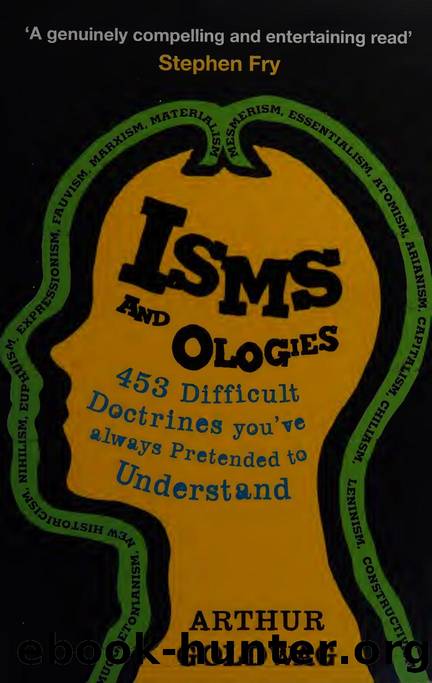 ‘A genuinely compelling and entertaining read’
Stephen Fry
NEW HISTORICISM, NIHILISM, EUPHUISM, EXPRESSIONISM, FAUVISM, MARXISM, MATERIALISM
MESMERISM, ESSENTIALISM, ATOMISM, ARIANISM, CAPITALISM, CHILIASM, LENINISM,
ISMS
AND
OLOGIES
453 Difficult
Doctrines you've
always Pretended to
Understand
ARTHUR
GOLDWAG
ebook-hunter.org